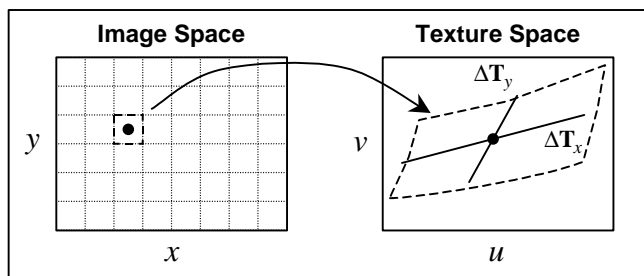 Image Space
Texture Space
ΔT_y
y
v
ΔT_x
x
u